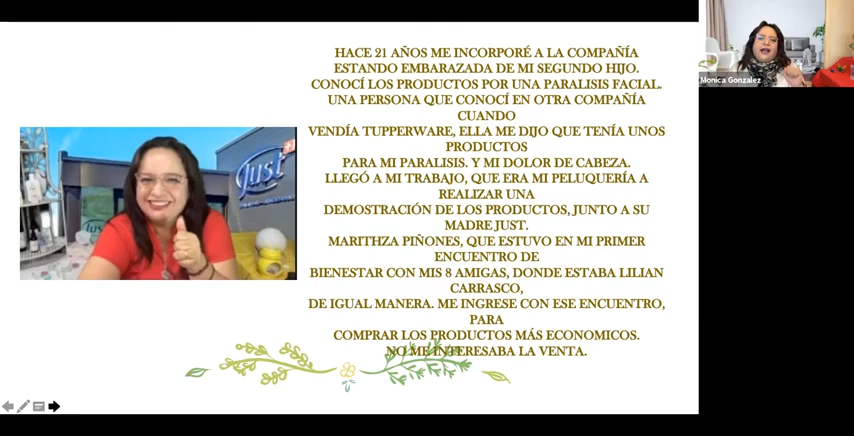 HACE 21 AÑOS ME INCORPORÉ A LA COMPAÑÍA
ESTANDO EMBARAZADA DE MI SEGUNDO HIJO.
CONOCÍ LOS PRODUCTOS POR UNA PARALISIS FACIAL.
UNA PERSONA QUE CONOCÍ EN OTRA COMPAÑÍA
CUANDO
VENDÍA TUPPERWARE, ELLA ME DIJO QUE TENÍA UNOS
PRODUCTOS
PARA MI PARALISIS. Y MI DOLOR DE CABEZA.
LLEGÓ A MI TRABAJO, QUE ERA MI PELUQUERÍA A
REALIZAR UNA
DEMOSTRACIÓN DE LOS PRODUCTOS, JUNTO A SU
MADRE JUST.
MARITHZA PIÑONES, QUE ESTUVO EN MI PRIMER
ENCUENTRO DE
BIENESTAR CON MIS 8 AMIGAS, DONDE ESTABA LILIAN
CARRASCO,
DE IGUAL MANERA. ME INGRESE CON ESE ENCUENTRO,
PARA
COMPRAR LOS PRODUCTOS MÁS ECONOMICOS.
NO ME INTERESABA LA VENTA.
Just
Just
Monica Gonzalez